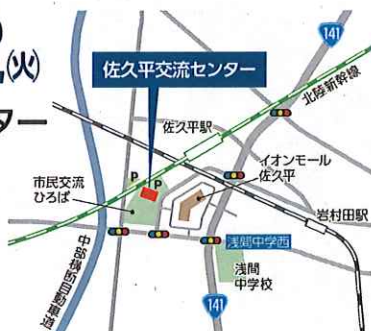 (火)
ター
141
佐久平交流センター
北陸新幹線
佐久平駅
P
P
イオンモール
佐久平
市民交流
ひろば
岩村田駅
浅間中学西
浅間
中学校
中部横断自動車道
141